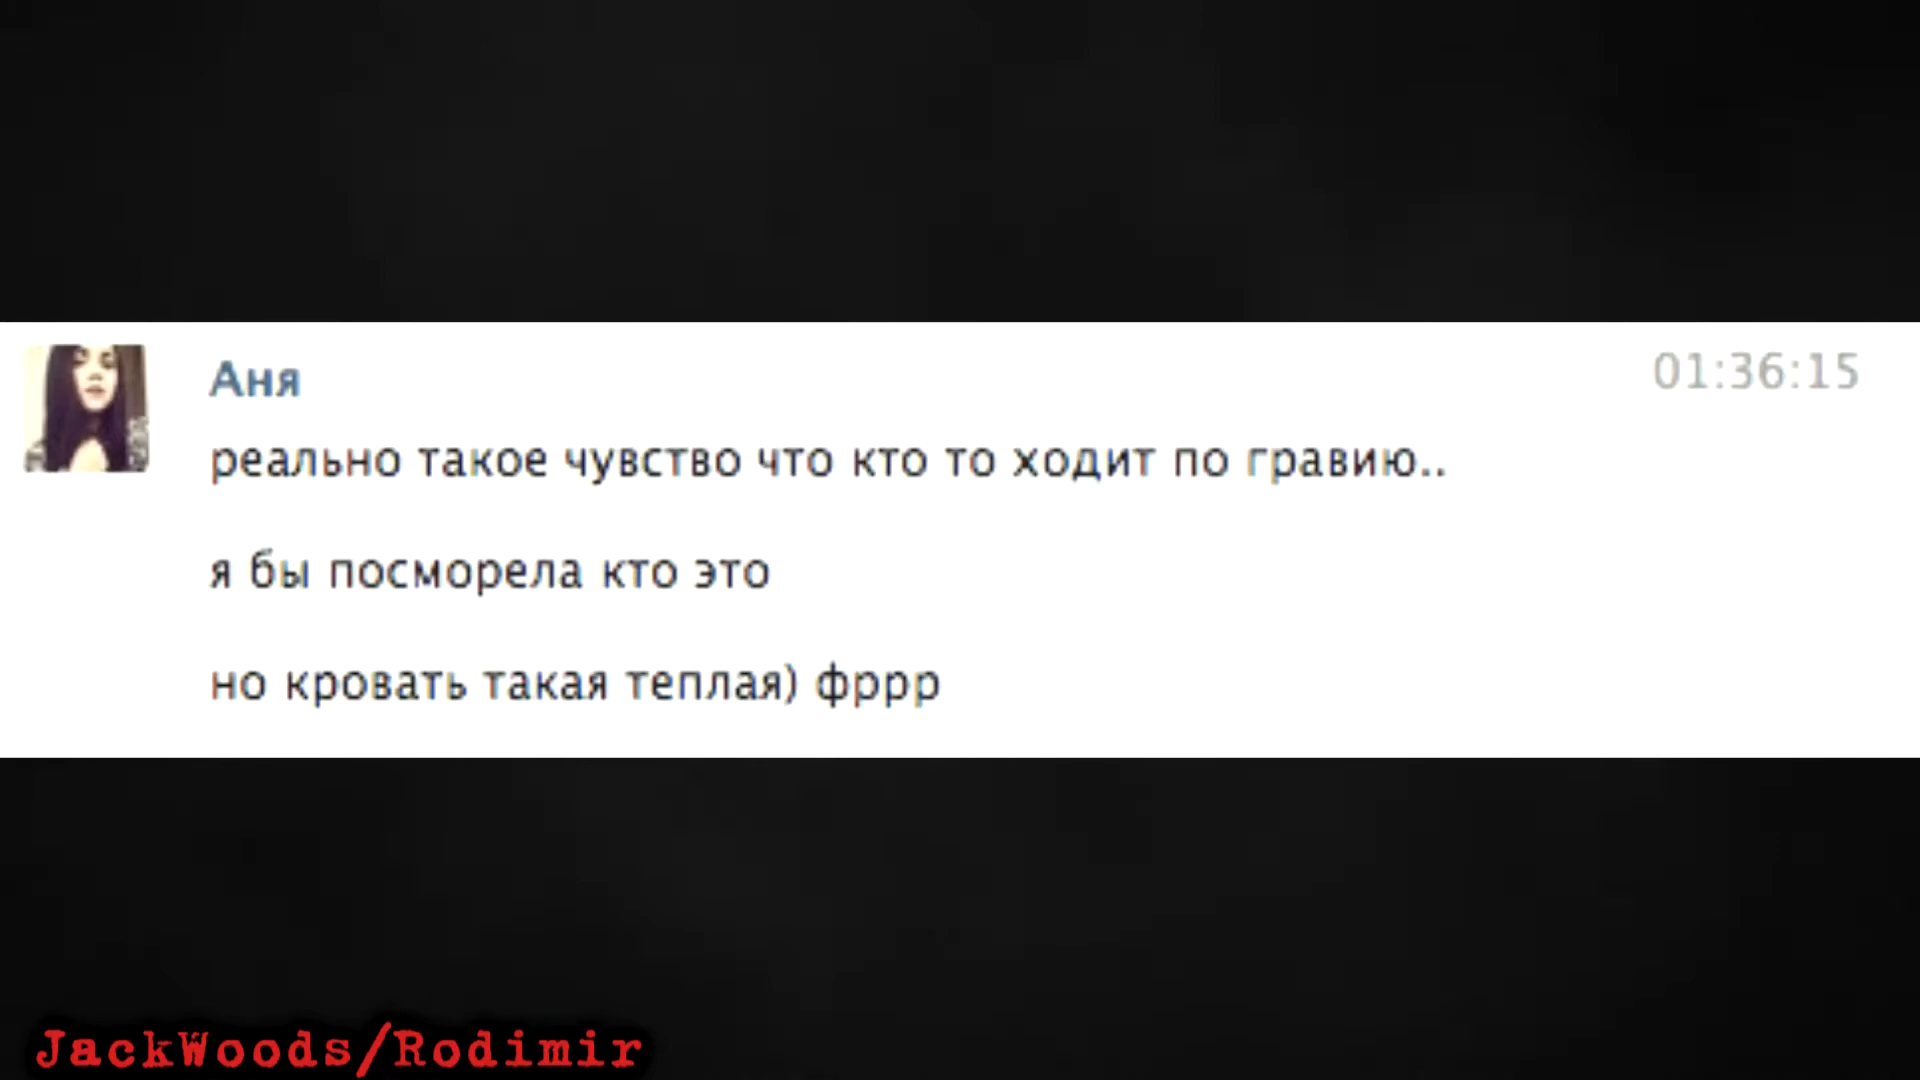 Аня
01:36:15
реально такое чувство что кто то ходит по гравию..
я бы посморела кто это
но кровать такая теплая) фррр
JackWoods/Rodimir